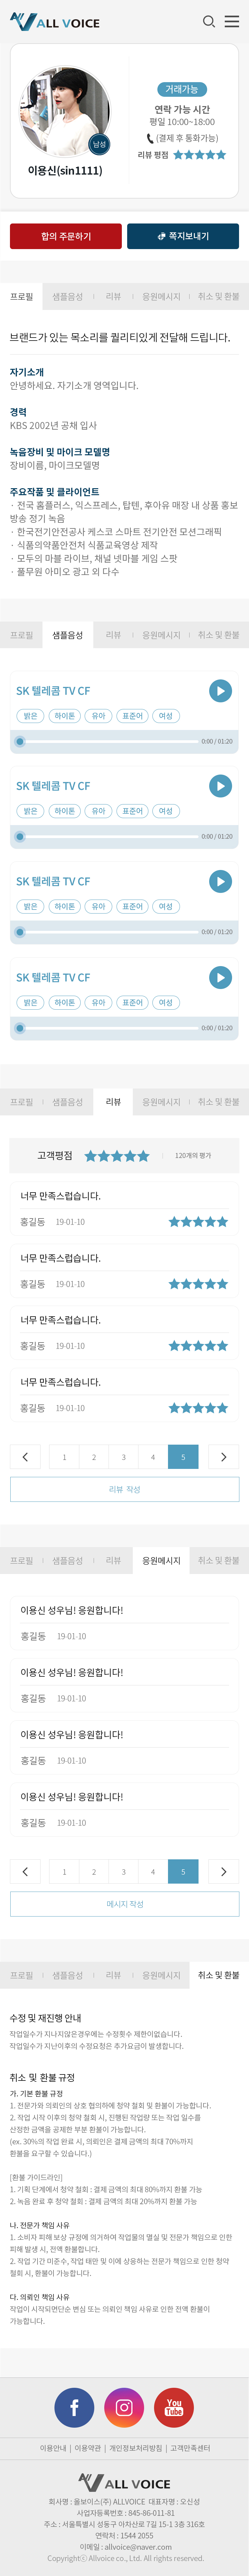 ALL VOICE
거래가능
연락 가능 시간
평일 10:00~18:00
(결제 후 통화가능)
리뷰 평점
남성
이용신(sin1111)
합의 주문하기
쪽지보내기
프로필 샘플음성 리뷰 응원메시지 취소 및 환불
브랜드가 있는 목소리를 퀄리티있게 전달해 드립니다.
자기소개
안녕하세요. 자기소개 영역입니다.
경력
KBS 2002년 공채 입사
녹음장비 및 마이크 모델명
장비이름, 마이크모델명
주요작품 및 클라이언트
· 전국 홈플러스, 익스프레스, 탑텐, 후아유 매장 내 상품 홍보 방송 정기 녹음
· 한국전기안전공사 케스코 스마트 전기안전 모션그래픽
· 식품의약품안전처 식품교육영상 제작
· 모두의 마블 라이브, 채널 넷마블 게임 스팟
· 풀무원 아미오 광고 외 다수
프로필 샘플음성 리뷰 응원메시지 취소 및 환불
SK 텔레콤 TV CF
밝은 하이톤 유아 표준어 여성
0:00 / 01:20
SK 텔레콤 TV CF
밝은 하이톤 유아 표준어 여성
0:00 / 01:20
SK 텔레콤 TV CF
밝은 하이톤 유아 표준어 여성
0:00 / 01:20
SK 텔레콤 TV CF
밝은 하이톤 유아 표준어 여성
0:00 / 01:20
프로필 샘플음성 리뷰 응원메시지 취소 및 환불
고객평점 120개의 평가
너무 만족스럽습니다.
홍길동 19-01-10
너무 만족스럽습니다.
홍길동 19-01-10
너무 만족스럽습니다.
홍길동 19-01-10
너무 만족스럽습니다.
홍길동 19-01-10
1 2 3 4 5
리뷰 작성
프로필 샘플음성 리뷰 응원메시지 취소 및 환불
이용신 성우님! 응원합니다!
홍길동 19-01-10
이용신 성우님! 응원합니다!
홍길동 19-01-10
이용신 성우님! 응원합니다!
홍길동 19-01-10
이용신 성우님! 응원합니다!
홍길동 19-01-10
1 2 3 4 5
메시지 작성
프로필 샘플음성 리뷰 응원메시지 취소 및 환불
수정 및 재진행 안내
작업일수가 지나지않은경우에는 수정횟수 제한이없습니다.
작업일수가 지난이후의 수정요청은 추가요금이 발생합니다.
취소 및 환불 규정
가. 기본 환불 규정
1. 전문가와 의뢰인의 상호 협의하에 청약 철회 및 환불이 가능합니다.
2. 작업 시작 이후의 청약 철회 시, 진행된 작업량 또는 작업 일수를
산정한 금액을 공제한 부분 환불이 가능합니다.
(ex. 30%의 작업 완료 시, 의뢰인은 결제 금액의 최대 70%까지
환불을 요구할 수 있습니다.)
[환불 가이드라인]
1. 기획 단계에서 청약 철회 : 결제 금액의 최대 80%까지 환불 가능
2. 녹음 완료 후 청약 철회 : 결제 금액의 최대 20%까지 환불 가능
나. 전문가 책임 사유
1. 소비자 피해 보상 규정에 의거하여 작업물의 멸실 및 전문가 책임으로 인한
피해 발생 시, 전액 환불합니다.
2. 작업 기간 미준수, 작업 태만 및 이에 상응하는 전문가 책임으로 인한 청약
철회 시, 환불이 가능합니다.
다. 의뢰인 책임 사유
작업이 시작되면단순 변심 또는 의뢰인 책임 사유로 인한 전액 환불이
가능합니다.
You Tube
이용안내 | 이용약관 | 개인정보처리방침 | 고객만족센터
ALL VOICE
회사명 : 올보이스(주) ALLVOICE 대표자명 : 오신성
사업자등록번호 : 845-86-011-81
주소 : 서울특별시 성동구 아차산로 7길 15-1 3층 316호
연락처 : 1544 2055
이메일 : allvoice@naver.com
Copyrightⓒ Allvoice co., Ltd. All rights reserved.